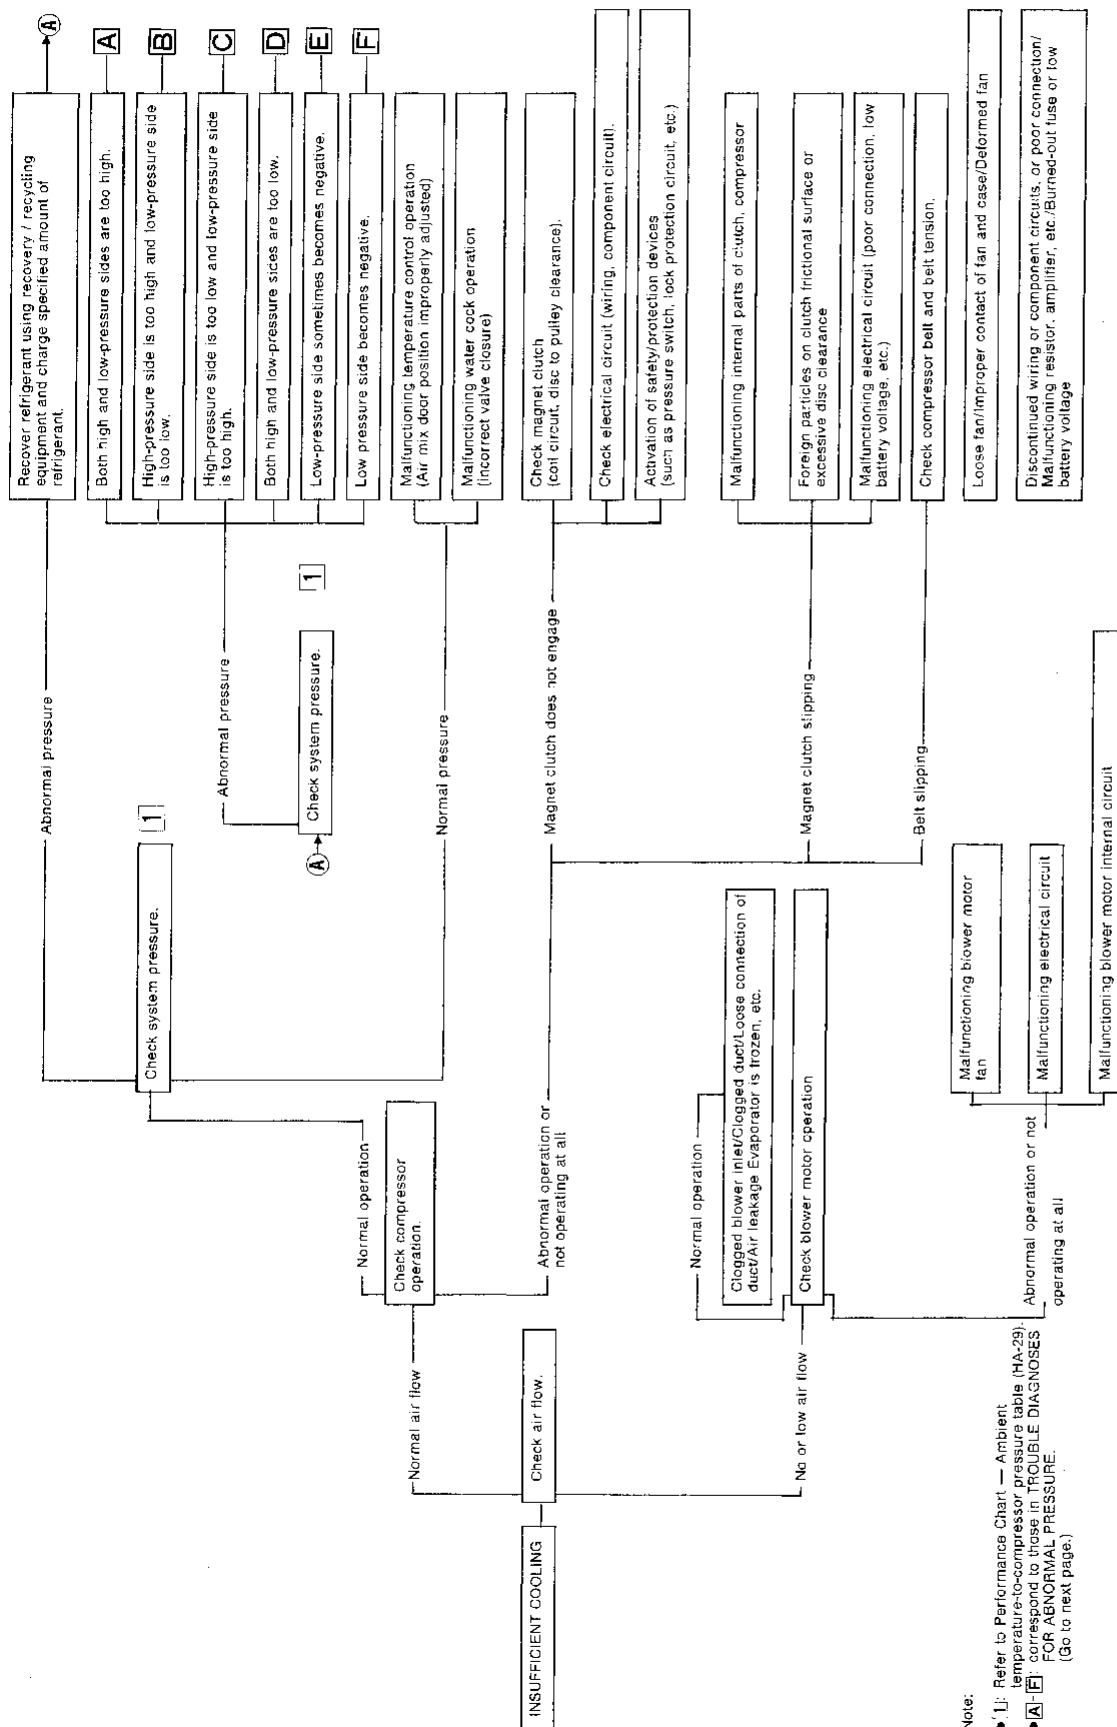 INSUFFICIENT COOLING
Check air flow.
Normal air flow
No or low air flow
Check compressor
operation.
Normal operation
Abnormal operation or
not operating at all
Check system pressure.
1
Abnormal pressure
Normal pressure
Recover refrigerant using recovery / recycling
equipment and charge specified amount of
refrigerant.
A
A
Check system pressure.
1
Abnormal pressure
Both high and low-pressure sides are too high.
A
High-pressure side is too high and low-pressure side
is too low.
B
High-pressure side is too low and low-pressure side
is too high.
C
Both high and low-pressure sides are too low.
D
Low-pressure side sometimes becomes negative.
E
Low pressure side becomes negative.
F
Malfunctioning temperature control operation
(Air mix door position improperly adjusted)
Malfunctioning water cock operation
(incorrect valve closure)
Magnet clutch does not engage
Check magnet clutch
(coil circuit, disc to pulley clearance).
Check electrical circuit (wiring, component circuit).
Activation of safety/protection devices
(such as pressure switch, lock protection circuit, etc.)
Magnet clutch slipping
Malfunctioning internal parts of clutch, compressor
Foreign particles on clutch frictional surface or
excessive disc clearance
Malfunctioning electrical circuit (poor connection, low
battery voltage, etc.)
Belt slipping
Check compressor belt and belt tension.
Normal operation
Clogged blower inlet/Clogged duct/Loose connection of
duct/Air leakage Evaporator is frozen, etc.
Check blower motor operation
Abnormal operation or not
operating at all
Malfunctioning blower motor
fan
Loose fan/Improper contact of fan and case/Deformed fan
Malfunctioning electrical circuit
Discontinued wiring or component circuits, or poor connection/
Malfunctioning resistor, amplifier, etc./Burned-out fuse or low
battery voltage
Malfunctioning blower motor internal circuit
Note:
1: Refer to Performance Chart — Ambient
temperature-to-compressor pressure table (HA-29).
A-F: correspond to those in TROUBLE DIAGNOSES
FOR ABNORMAL PRESSURE.
(Go to next page.)